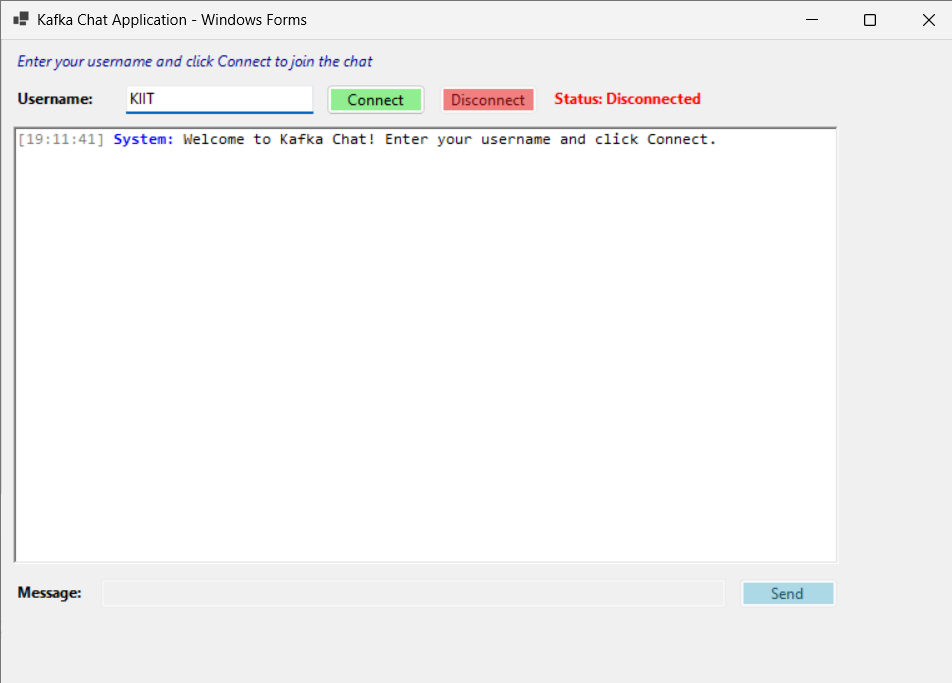 Kafka Chat Application - Windows Forms
Enter your username and click Connect to join the chat
Username: KIIT Connect Disconnect Status: Disconnected
[19:11:41] System: Welcome to Kafka Chat! Enter your username and click Connect.
Message: Send